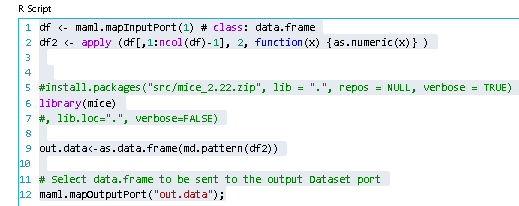 R Script
1 df <- maml.mapInputPort(1) # class: data.frame
2 df2 <- apply (df[,1:ncol(df)-1], 2, function(x) {as.numeric(x)} )
3
4
5 #install.packages("src/mice_2.22.zip", lib = ".", repos = NULL, verbose = TRUE)
6 library(mice)
7 #, lib.loc=".", verbose=FALSE)
8
9 out.data<-as.data.frame(md.pattern(df2))
10
11 # Select data.frame to be sent to the output Dataset port
12 maml.mapOutputPort("out.data");